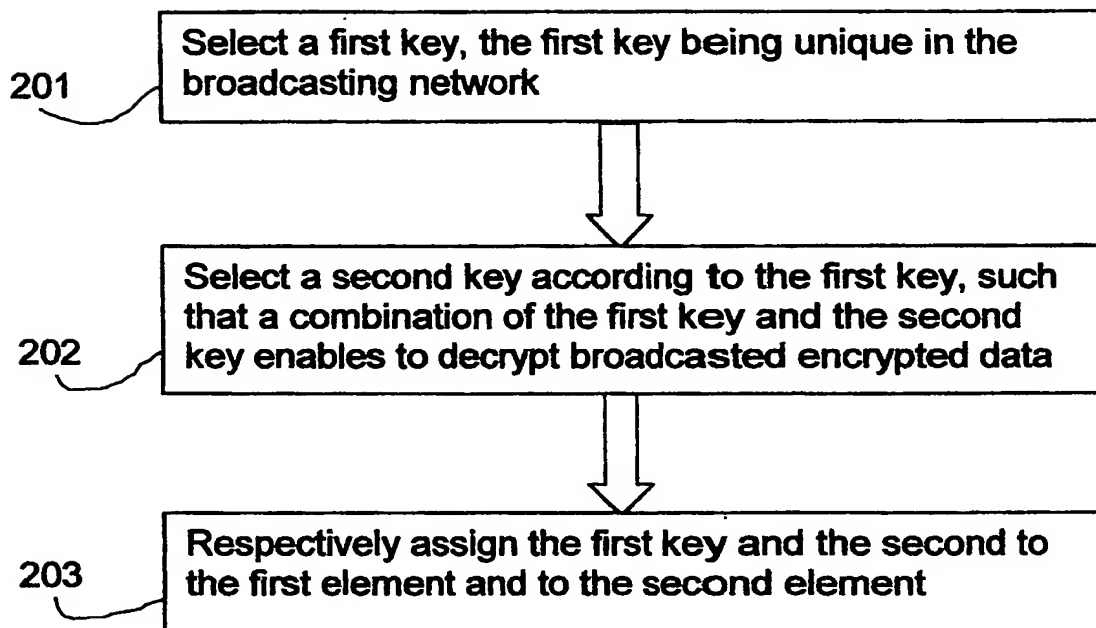 Select a first key, the first key being unique in the
broadcasting network
201
Select a second key according to the first key, such
that a combination of the first key and the second
key enables to decrypt broadcasted encrypted data
202
Respectively assign the first key and the second to
the first element and to the second element
203